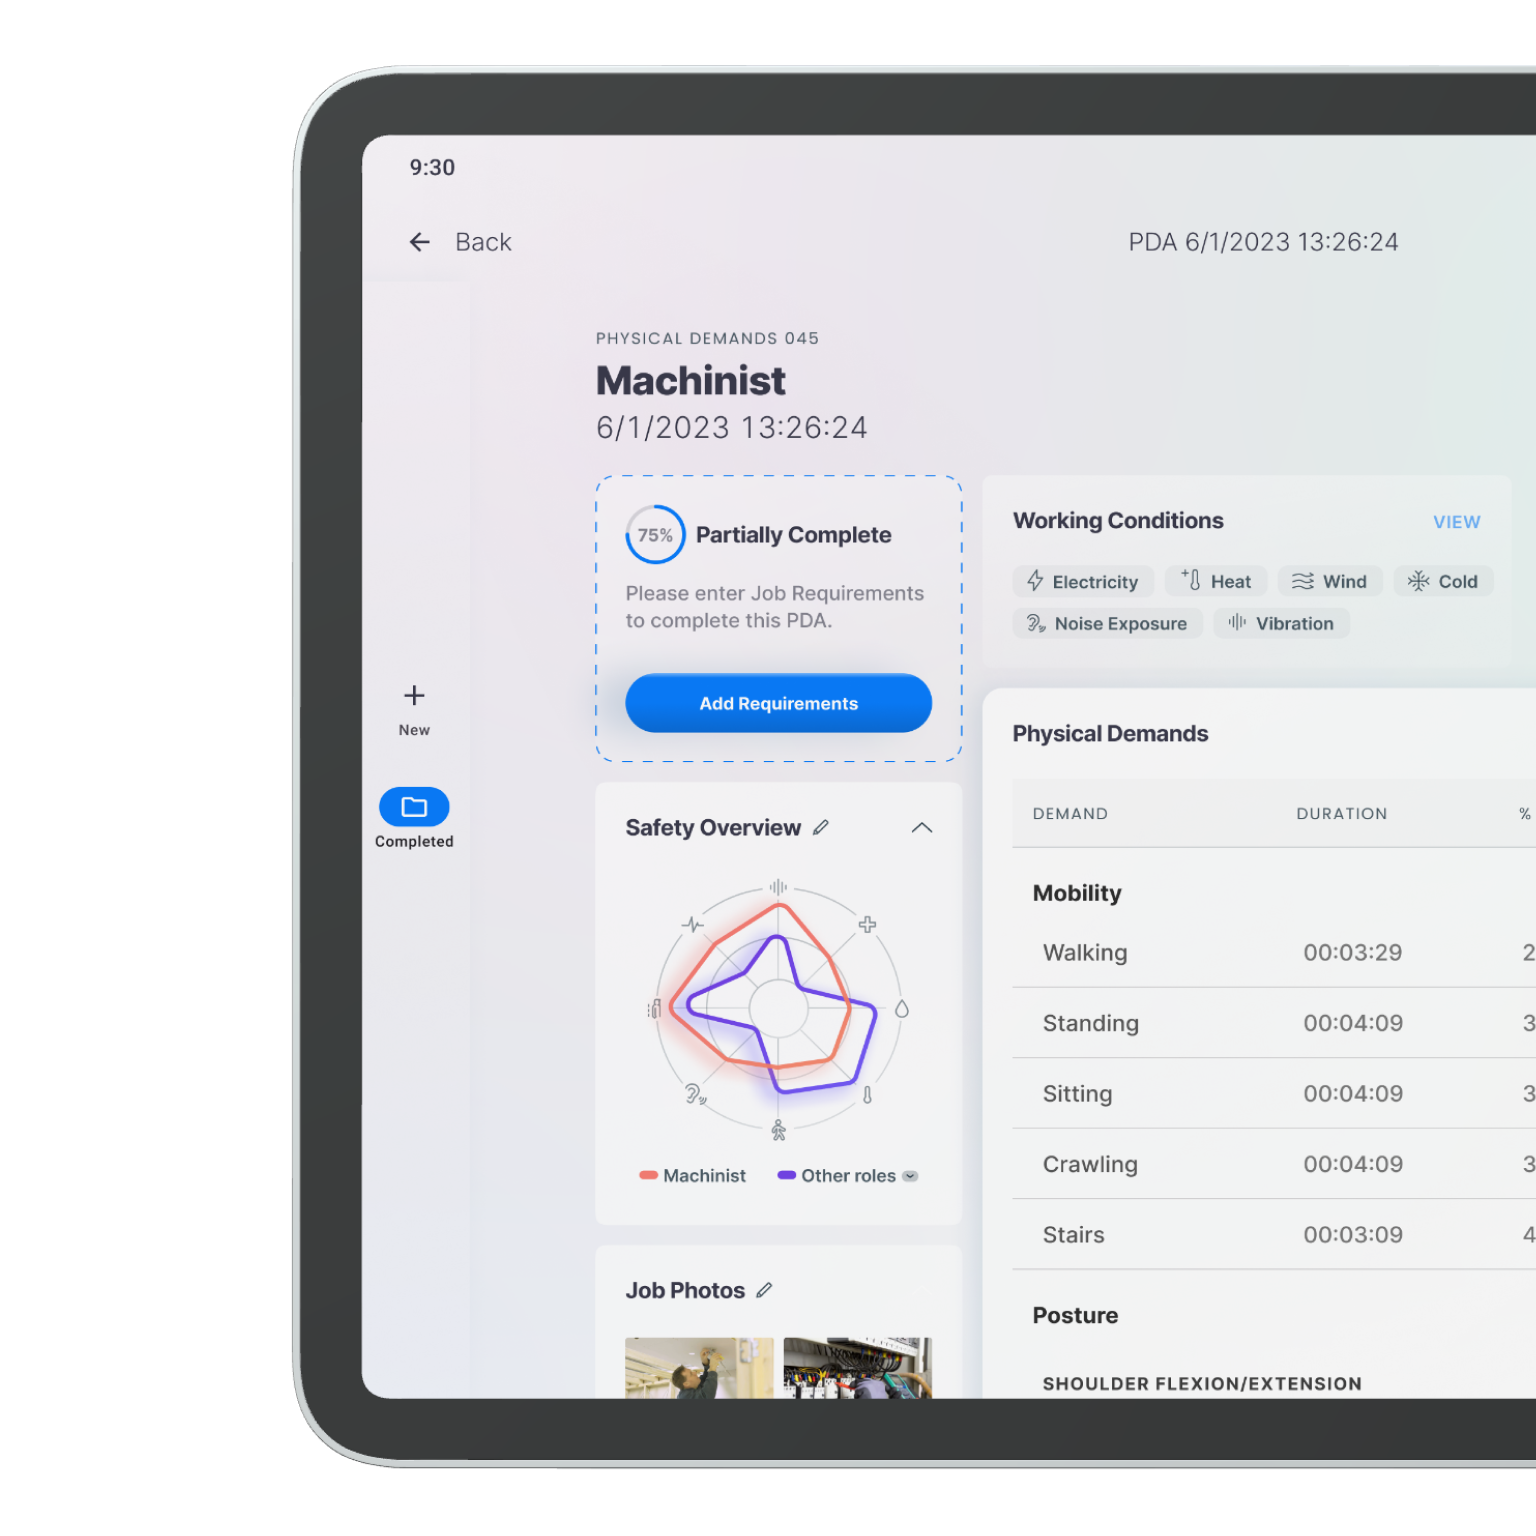 9:30
Back
PDA 6/1/2023 13:26:24
New
Completed
PHYSICAL DEMANDS 045
Machinist
6/1/2023 13:26:24
75%
Partially Complete
Please enter Job Requirements
to complete this PDA.
Add Requirements
Safety Overview
Machinist
Other roles
Job Photos
Working Conditions
VIEW
Electricity
Heat
Wind
Cold
Noise Exposure
Vibration
Physical Demands
DEMAND DURATION %
Mobility
Walking 00:03:29 2
Standing 00:04:09 3
Sitting 00:04:09 3
Crawling 00:04:09 3
Stairs 00:03:09 4
Posture
SHOULDER FLEXION/EXTENSION